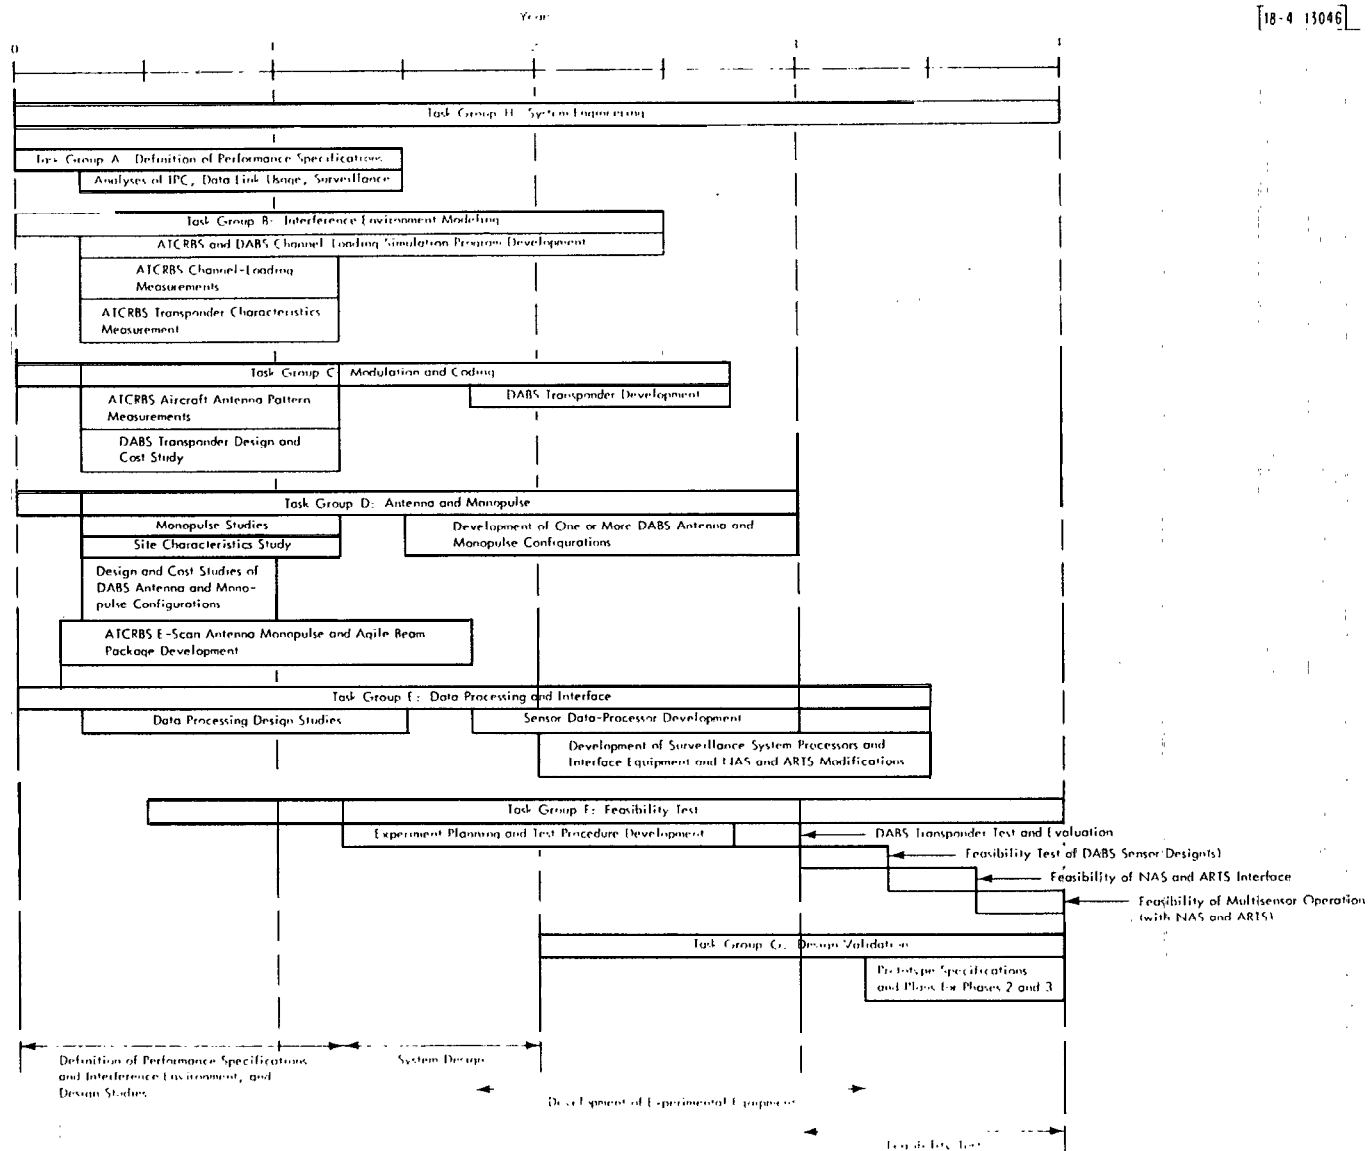 Year
18-4 13046
0
1
2
3
4
Task Group H: System Engineering
Task Group A: Definition of Performance Specifications
Analyses of IPC, Data Link Usage, Surveillance
Task Group B: Interference Environment Modeling
ATCRBS and DABS Channel-Loading Simulation Program Development
ATCRBS Channel-Loading
Measurements
ATCRBS Transponder Characteristics
Measurement
Task Group C: Modulation and Coding
ATCRBS Aircraft Antenna Pattern
Measurements
DABS Transponder Development
DABS Transponder Design and
Cost Study
Task Group D: Antenna and Monopulse
Monopulse Studies
Site Characteristics Study
Development of One or More DABS Antenna and
Monopulse Configurations
Design and Cost Studies of
DABS Antenna and Mono-
pulse Configurations
ATCRBS E-Scan Antenna Monopulse and Agile Beam
Package Development
Task Group E: Data Processing and Interface
Data Processing Design Studies
Sensor Data-Processor Development
Development of Surveillance System Processors and
Interface Equipment and NAS and ARTS Modifications
Task Group F: Feasibility Test
Experiment Planning and Test Procedure Development
DABS Transponder Test and Evaluation
Feasibility Test of DABS Sensor Design(s)
Feasibility of NAS and ARTS Interface
Feasibility of Multisensor Operation
(with NAS and ARTS)
Task Group G: Design Validation
Prototype Specifications
and Plans for Phases 2 and 3
Definition of Performance Specifications
and Interference Environment, and
Design Studies
System Design
Development of Experimental Equipment
Feasibility Test